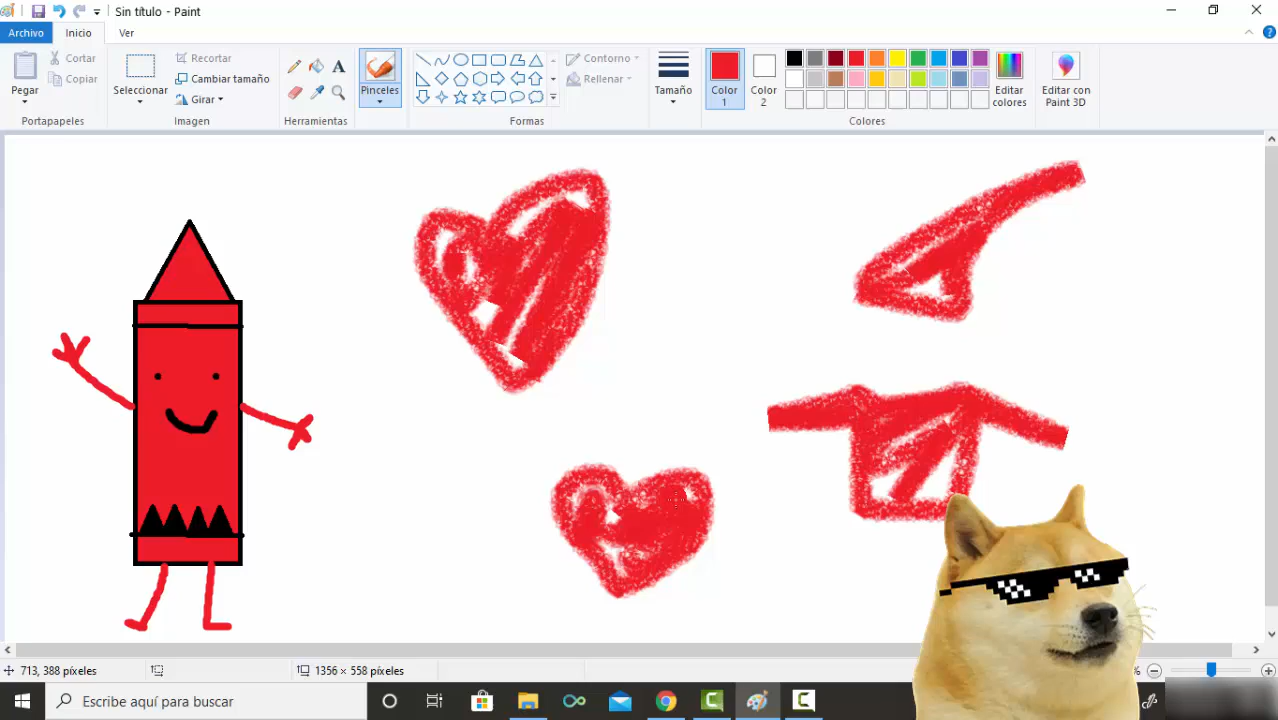 Sin título - Paint
Archivo Inicio Ver
Pegar
Cortar
Copiar
Portapapeles
Seleccionar
Recortar
Cambiar tamaño
Girar
Imagen
A
Herramientas
Pinceles
Contorno
Rellenar
Formas
Tamaño
Color
1
Color
2
Editar
colores
Colores
Editar con
Paint 3D
713, 388 píxeles
1356 × 558 píxeles
%
Escribe aquí para buscar